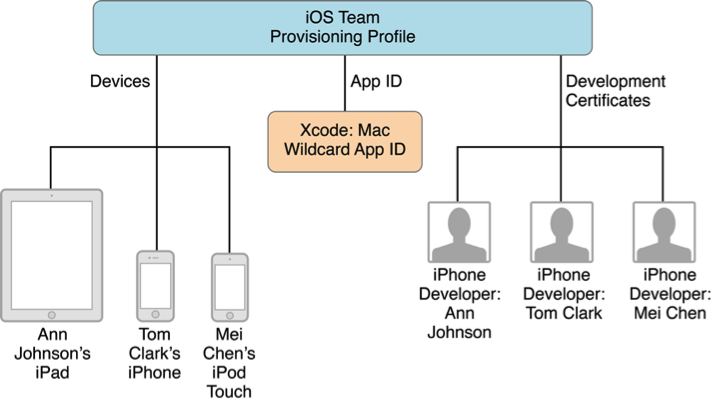 iOS Team
Provisioning Profile
Devices
App ID
Development
Certificates
Xcode: Mac
Wildcard App ID
Ann
Johnson’s
iPad
Tom
Clark’s
iPhone
Mei
Chen’s
iPod
Touch
iPhone
Developer:
Ann
Johnson
iPhone
Developer:
Tom Clark
iPhone
Developer:
Mei Chen